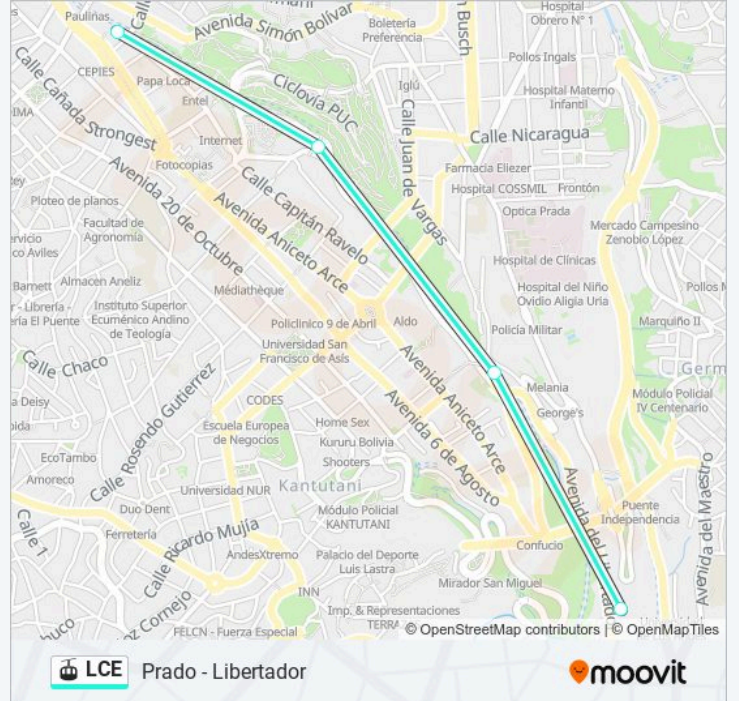 Paulinas
Avenida Simón Bolívar
Boletería
Preferencia
Hospital
Obrero N° 1
n Busch
CEPIES
Papa Loca
Entel
Ciclovía PUC
Iglú
Pollos Ingals
Hospital Materno
Infantil
Calle Cañada Strongest
Internet
Fotocopias
Calle Juan de Vargas
Calle Nicaragua
Farmacia Eliezer
Hospital COSSMIL
Frontón
Ploteo de planos
Avenida 20 de Octubre
Calle Capitán Ravelo
Avenida Aniceto Arce
Optica Prada
Mercado Campesino
Zenobio López
Facultad de
Agronomía
Hospital de Clínicas
Barnett
Almacen Aneliz
Médiathèque
Hospital del Niño
Ovidio Aligia Uría
Instituto Superior
Ecuménico Andino
de Teología
Policlinico 9 de Abril
Aldo
Policía Militar
Marquiño II
Universidad San
Francisco de Asís
Calle Chaco
Calle Rosendo Gutierrez
Avenida Aniceto Arce
Germ
CODES
Melania
Módulo Policial
IV Centenario
George's
Escuela Europea
de Negocios
Home Sex
Kururu Bolivia
Shooters
Avenida 6 de Agosto
EcoTambo
Amoreco
Universidad NUR
Kantutani
Duo Dent
Módulo Policial
KANTUTANI
Puente
Independencia
Avenida del Maestro
Calle 1
Ferretería
Calle Ricardo Mujía
AndesXtremo
Palacio del Deporte
Luis Lastra
Confucio
Mirador San Miguel
INN
Imp. & Representaciones
TERRA
FELCN - Fuerza Especial
© OpenStreetMap contributors | © OpenMapTiles
LCE Prado - Libertador
moovit